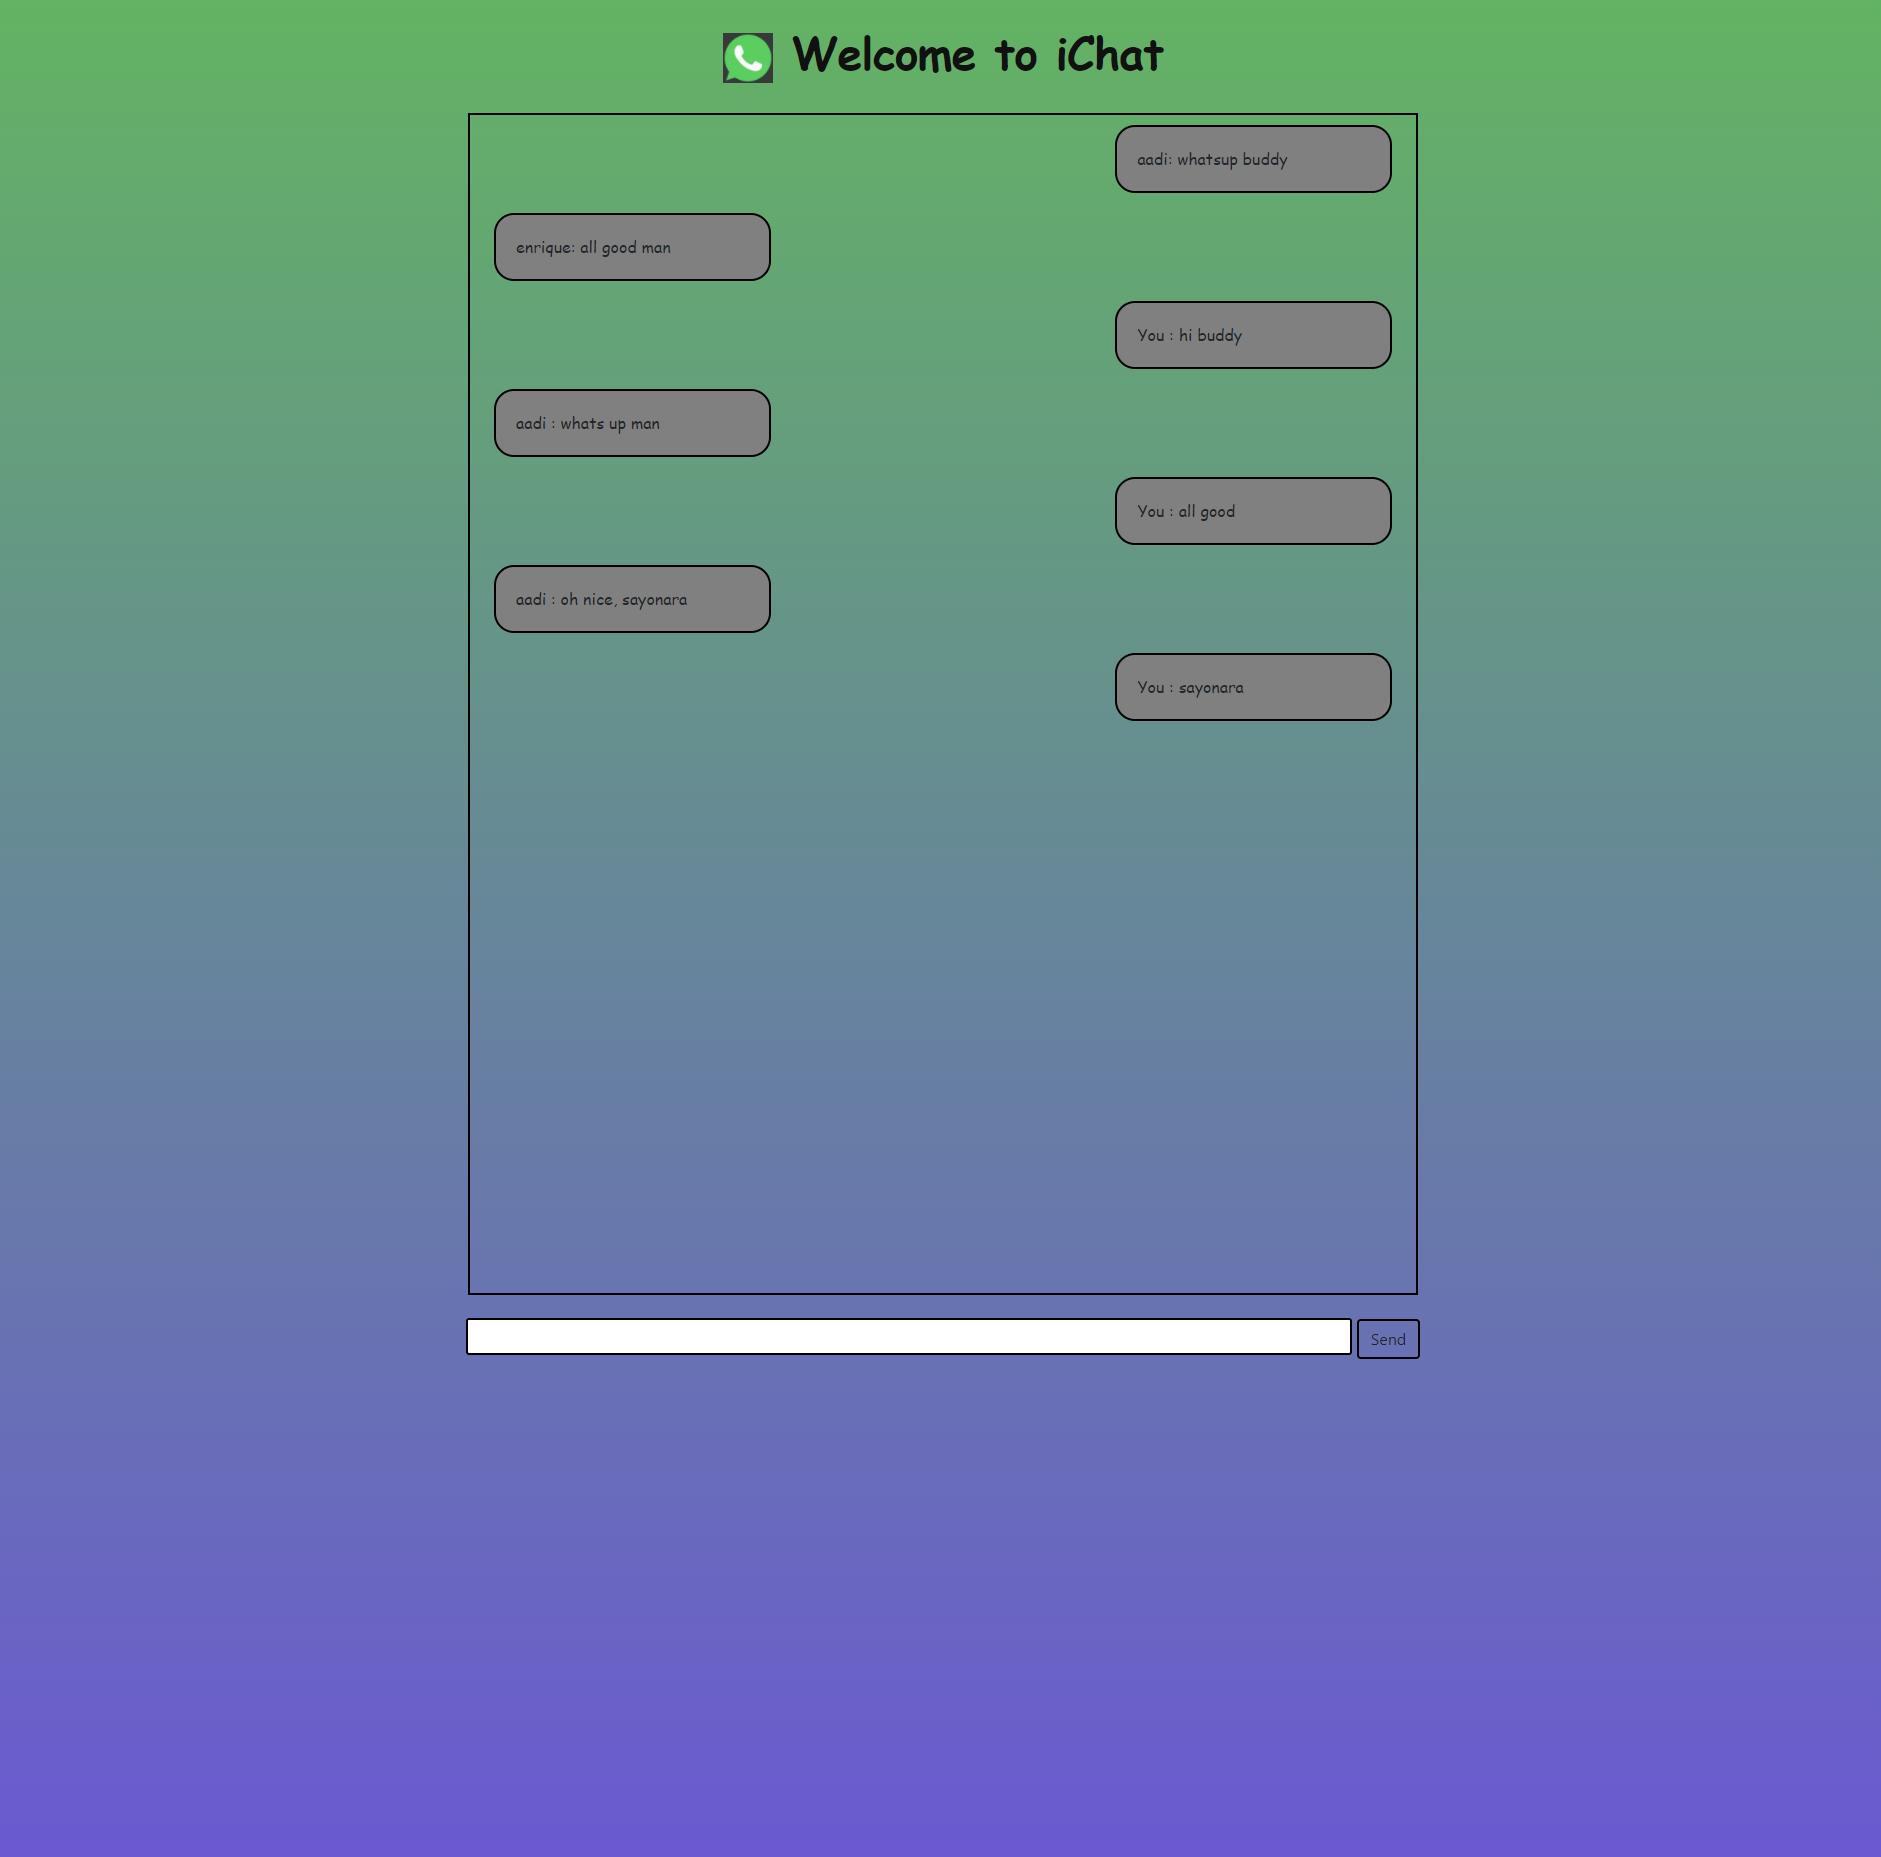 Welcome to iChat
aadi: whatsup buddy
enrique: all good man
You : hi buddy
aadi : whats up man
You : all good
aadi : oh nice, sayonara
You : sayonara
Send